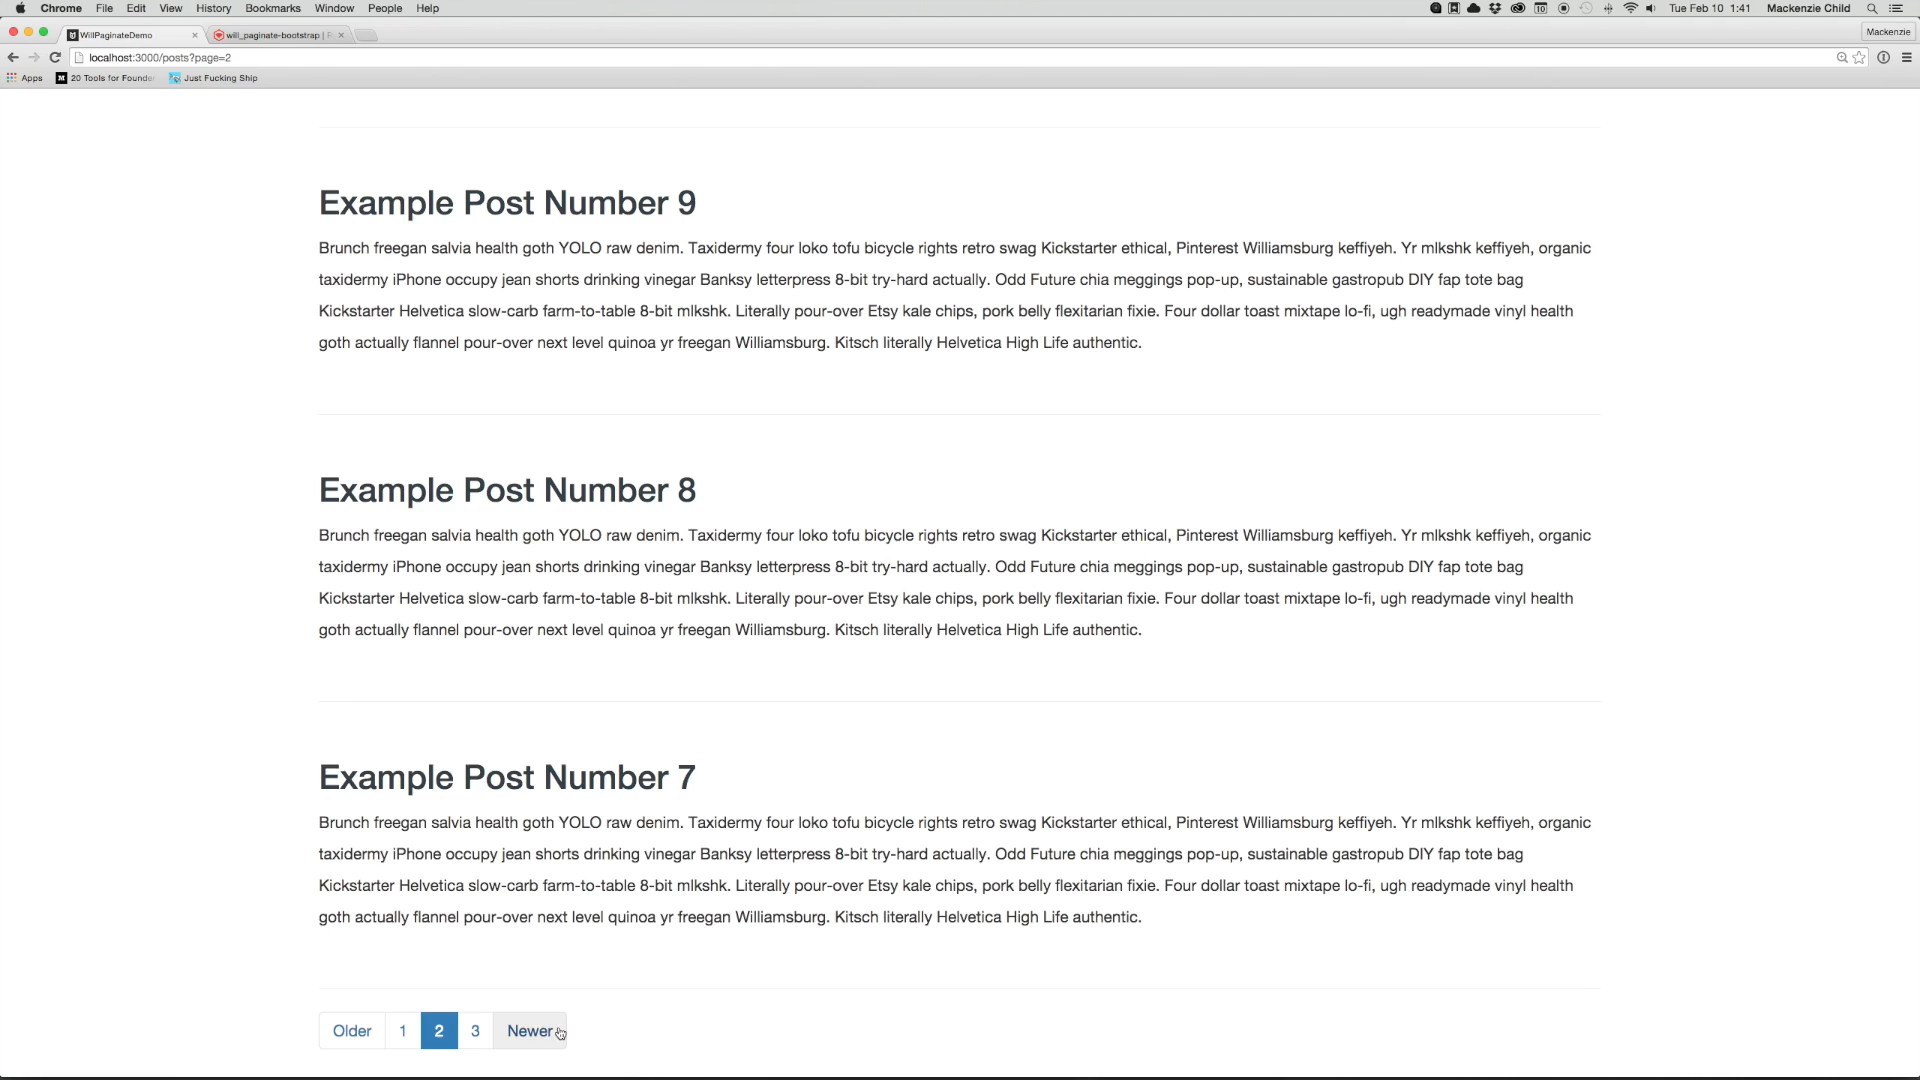 Chrome File Edit View History Bookmarks Window People Help
10 Tue Feb 10 1:41 Mackenzie Child
WillPaginateDemo will_paginate-bootstrap |
Mackenzie
localhost:3000/posts?page=2
Apps 20 Tools for Founder Just Fucking Ship
Example Post Number 9
Brunch freegan salvia health goth YOLO raw denim. Taxidermy four loko tofu bicycle rights retro swag Kickstarter ethical, Pinterest Williamsburg keffiyeh. Yr mlkshk keffiyeh, organic
taxidermy iPhone occupy jean shorts drinking vinegar Banksy letterpress 8-bit try-hard actually. Odd Future chia meggings pop-up, sustainable gastropub DIY fap tote bag
Kickstarter Helvetica slow-carb farm-to-table 8-bit mlkshk. Literally pour-over Etsy kale chips, pork belly flexitarian fixie. Four dollar toast mixtape lo-fi, ugh readymade vinyl health
goth actually flannel pour-over next level quinoa yr freegan Williamsburg. Kitsch literally Helvetica High Life authentic.
Example Post Number 8
Brunch freegan salvia health goth YOLO raw denim. Taxidermy four loko tofu bicycle rights retro swag Kickstarter ethical, Pinterest Williamsburg keffiyeh. Yr mlkshk keffiyeh, organic
taxidermy iPhone occupy jean shorts drinking vinegar Banksy letterpress 8-bit try-hard actually. Odd Future chia meggings pop-up, sustainable gastropub DIY fap tote bag
Kickstarter Helvetica slow-carb farm-to-table 8-bit mlkshk. Literally pour-over Etsy kale chips, pork belly flexitarian fixie. Four dollar toast mixtape lo-fi, ugh readymade vinyl health
goth actually flannel pour-over next level quinoa yr freegan Williamsburg. Kitsch literally Helvetica High Life authentic.
Example Post Number 7
Brunch freegan salvia health goth YOLO raw denim. Taxidermy four loko tofu bicycle rights retro swag Kickstarter ethical, Pinterest Williamsburg keffiyeh. Yr mlkshk keffiyeh, organic
taxidermy iPhone occupy jean shorts drinking vinegar Banksy letterpress 8-bit try-hard actually. Odd Future chia meggings pop-up, sustainable gastropub DIY fap tote bag
Kickstarter Helvetica slow-carb farm-to-table 8-bit mlkshk. Literally pour-over Etsy kale chips, pork belly flexitarian fixie. Four dollar toast mixtape lo-fi, ugh readymade vinyl health
goth actually flannel pour-over next level quinoa yr freegan Williamsburg. Kitsch literally Helvetica High Life authentic.
Older 1 2 3 Newer